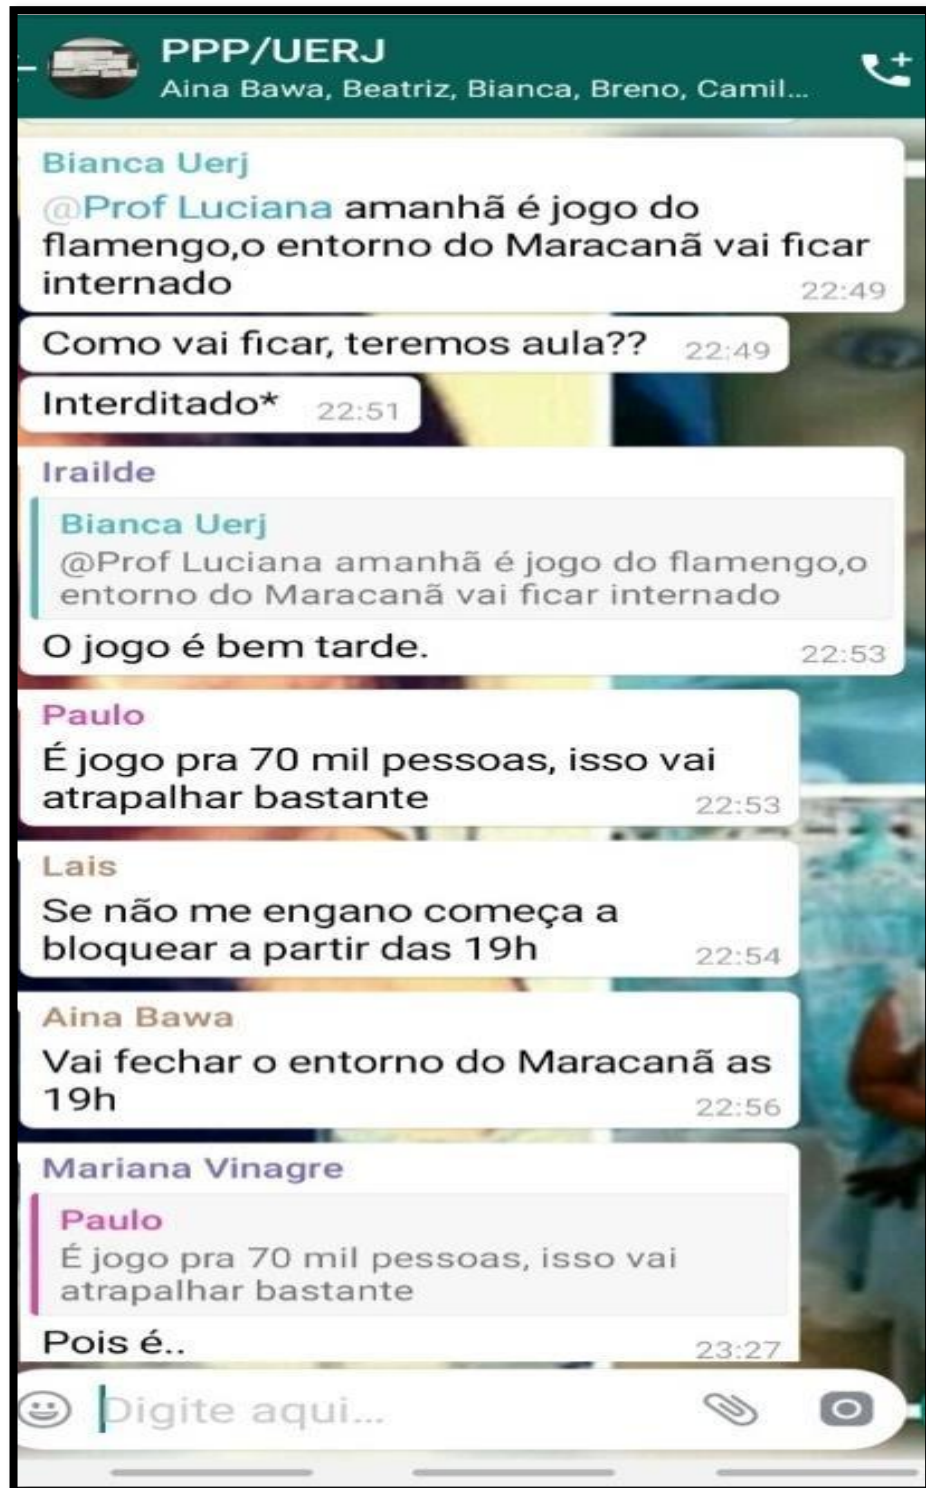 PPP/UERJ
Aina Bawa, Beatriz, Bianca, Breno, Camil...
Bianca Uerj
@Prof Luciana amanhã é jogo do
flamengo,o entorno do Maracanã vai ficar
internado
22:49
Como vai ficar, teremos aula?? 22:49
Interditado* 22:51
Irailde
Bianca Uerj
@Prof Luciana amanhã é jogo do flamengo,o
entorno do Maracanã vai ficar internado
O jogo é bem tarde.
22:53
Paulo
É jogo pra 70 mil pessoas, isso vai
atrapalhar bastante
22:53
Lais
Se não me engano começa a
bloquear a partir das 19h
22:54
Aina Bawa
Vai fechar o entorno do Maracanã as
19h
22:56
Mariana Vinagre
Paulo
É jogo pra 70 mil pessoas, isso vai
atrapalhar bastante
Pois é..
23:27
Digite aqui...